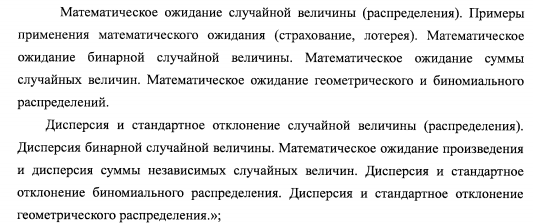 Математическое ожидание случайной величины (распределения). Примеры
применения математического ожидания (страхование, лотерея). Математическое
ожидание бинарной случайной величины. Математическое ожидание суммы
случайных величин. Математическое ожидание геометрического и биномиального
распределений.
Дисперсия и стандартное отклонение случайной величины (распределения).
Дисперсия бинарной случайной величины. Математическое ожидание произведения
и дисперсия суммы независимых случайных величин. Дисперсия и стандартное
отклонение биномиального распределения. Дисперсия и стандартное отклонение
геометрического распределения.»;